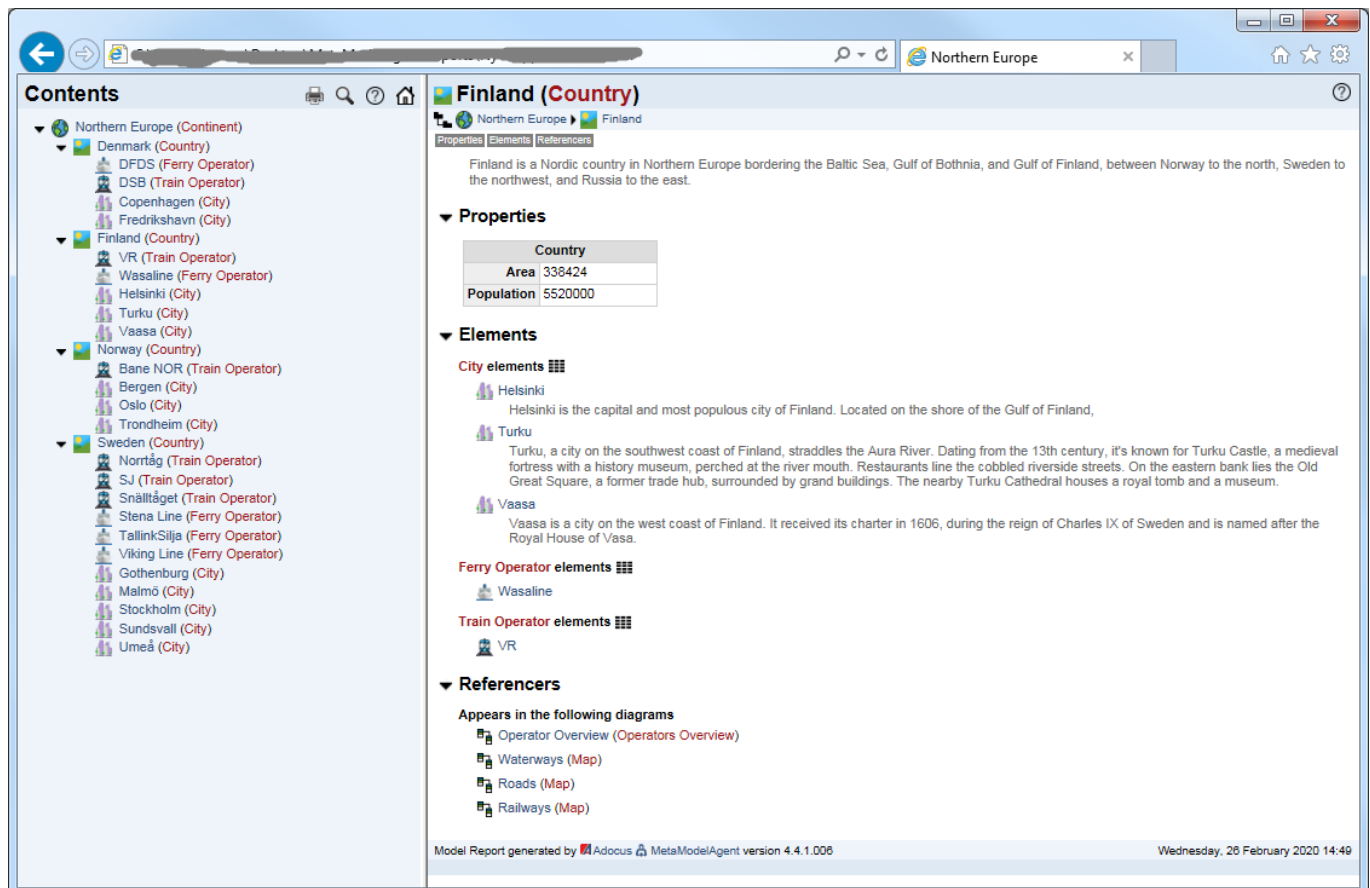 Northern Europe
Contents
Northern Europe (Continent)
Denmark (Country)
DFDS (Ferry Operator)
DSB (Train Operator)
Copenhagen (City)
Fredrikshavn (City)
Finland (Country)
VR (Train Operator)
Wasaline (Ferry Operator)
Helsinki (City)
Turku (City)
Vaasa (City)
Norway (Country)
Bane NOR (Train Operator)
Bergen (City)
Oslo (City)
Trondheim (City)
Sweden (Country)
Norrtåg (Train Operator)
SJ (Train Operator)
Snälltåget (Train Operator)
Stena Line (Ferry Operator)
TallinkSilja (Ferry Operator)
Viking Line (Ferry Operator)
Gothenburg (City)
Malmö (City)
Stockholm (City)
Sundsvall (City)
Umeå (City)
Finland (Country)
Northern Europe Finland
Properties Elements Referencers
Finland is a Nordic country in Northern Europe bordering the Baltic Sea, Gulf of Bothnia, and Gulf of Finland, between Norway to the north, Sweden to
the northwest, and Russia to the east.
Properties
Country
Area 338424
Population 5520000
Elements
City elements
Helsinki
Helsinki is the capital and most populous city of Finland. Located on the shore of the Gulf of Finland,
Turku
Turku, a city on the southwest coast of Finland, straddles the Aura River. Dating from the 13th century, it's known for Turku Castle, a medieval
fortress with a history museum, perched at the river mouth. Restaurants line the cobbled riverside streets. On the eastern bank lies the Old
Great Square, a former trade hub, surrounded by grand buildings. The nearby Turku Cathedral houses a royal tomb and a museum.
Vaasa
Vaasa is a city on the west coast of Finland. It received its charter in 1606, during the reign of Charles IX of Sweden and is named after the
Royal House of Vasa.
Ferry Operator elements
Wasaline
Train Operator elements
VR
Referencers
Appears in the following diagrams
Operator Overview (Operators Overview)
Waterways (Map)
Roads (Map)
Railways (Map)
Model Report generated by Adocus MetaModelAgent version 4.4.1.006
Wednesday, 26 February 2020 14:49